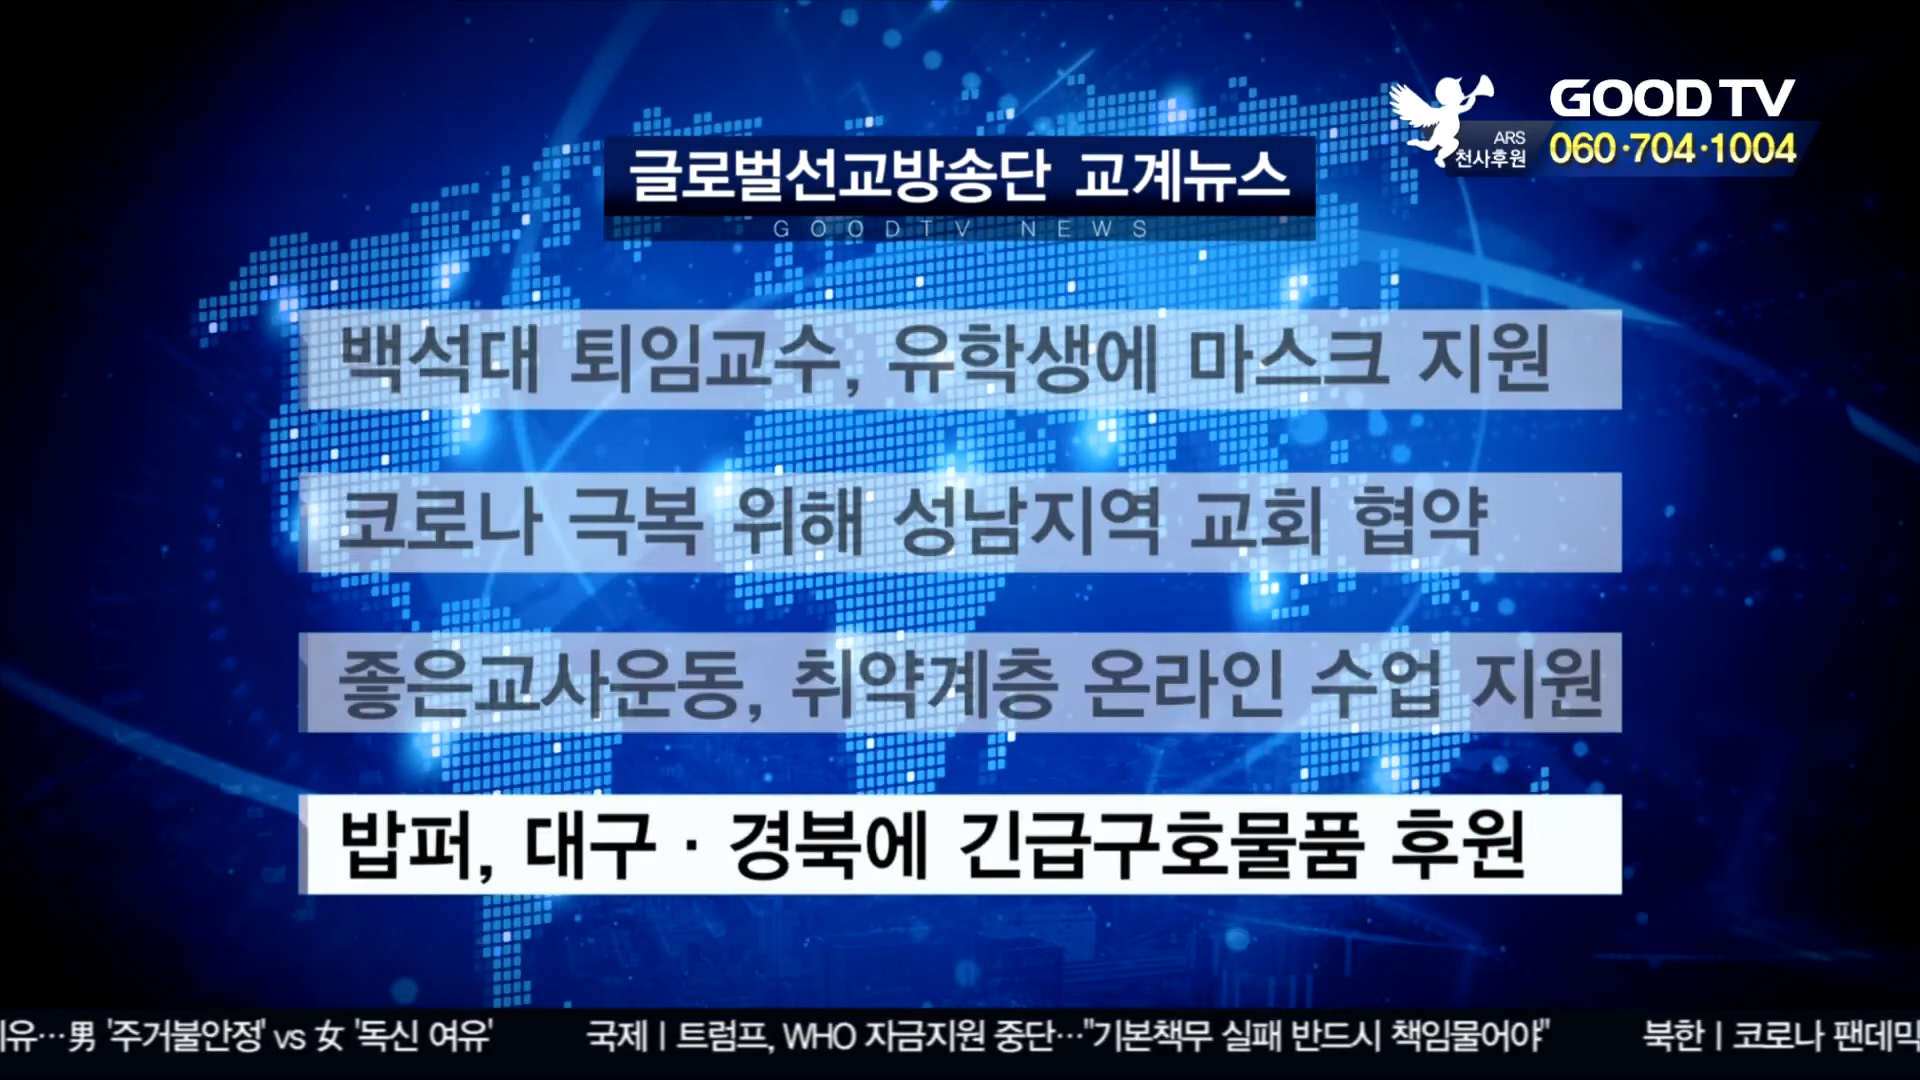 GOODTV
ARS
천사후원
060·704·1004
글로벌선교방송단 교계뉴스
GOODTV NEWS
백석대 퇴임교수, 유학생에 마스크 지원
코로나 극복 위해 성남지역 교회 협약
좋은교사운동, 취약계층 온라인 수업 지원
밥퍼, 대구·경북에 긴급구호물품 후원
유…男 '주거불안정' vs 女 '독신 여유' 국제 | 트럼프, WHO 자금지원 중단…"기본책무 실패 반드시 책임물어야" 북한 | 코로나 팬데믹